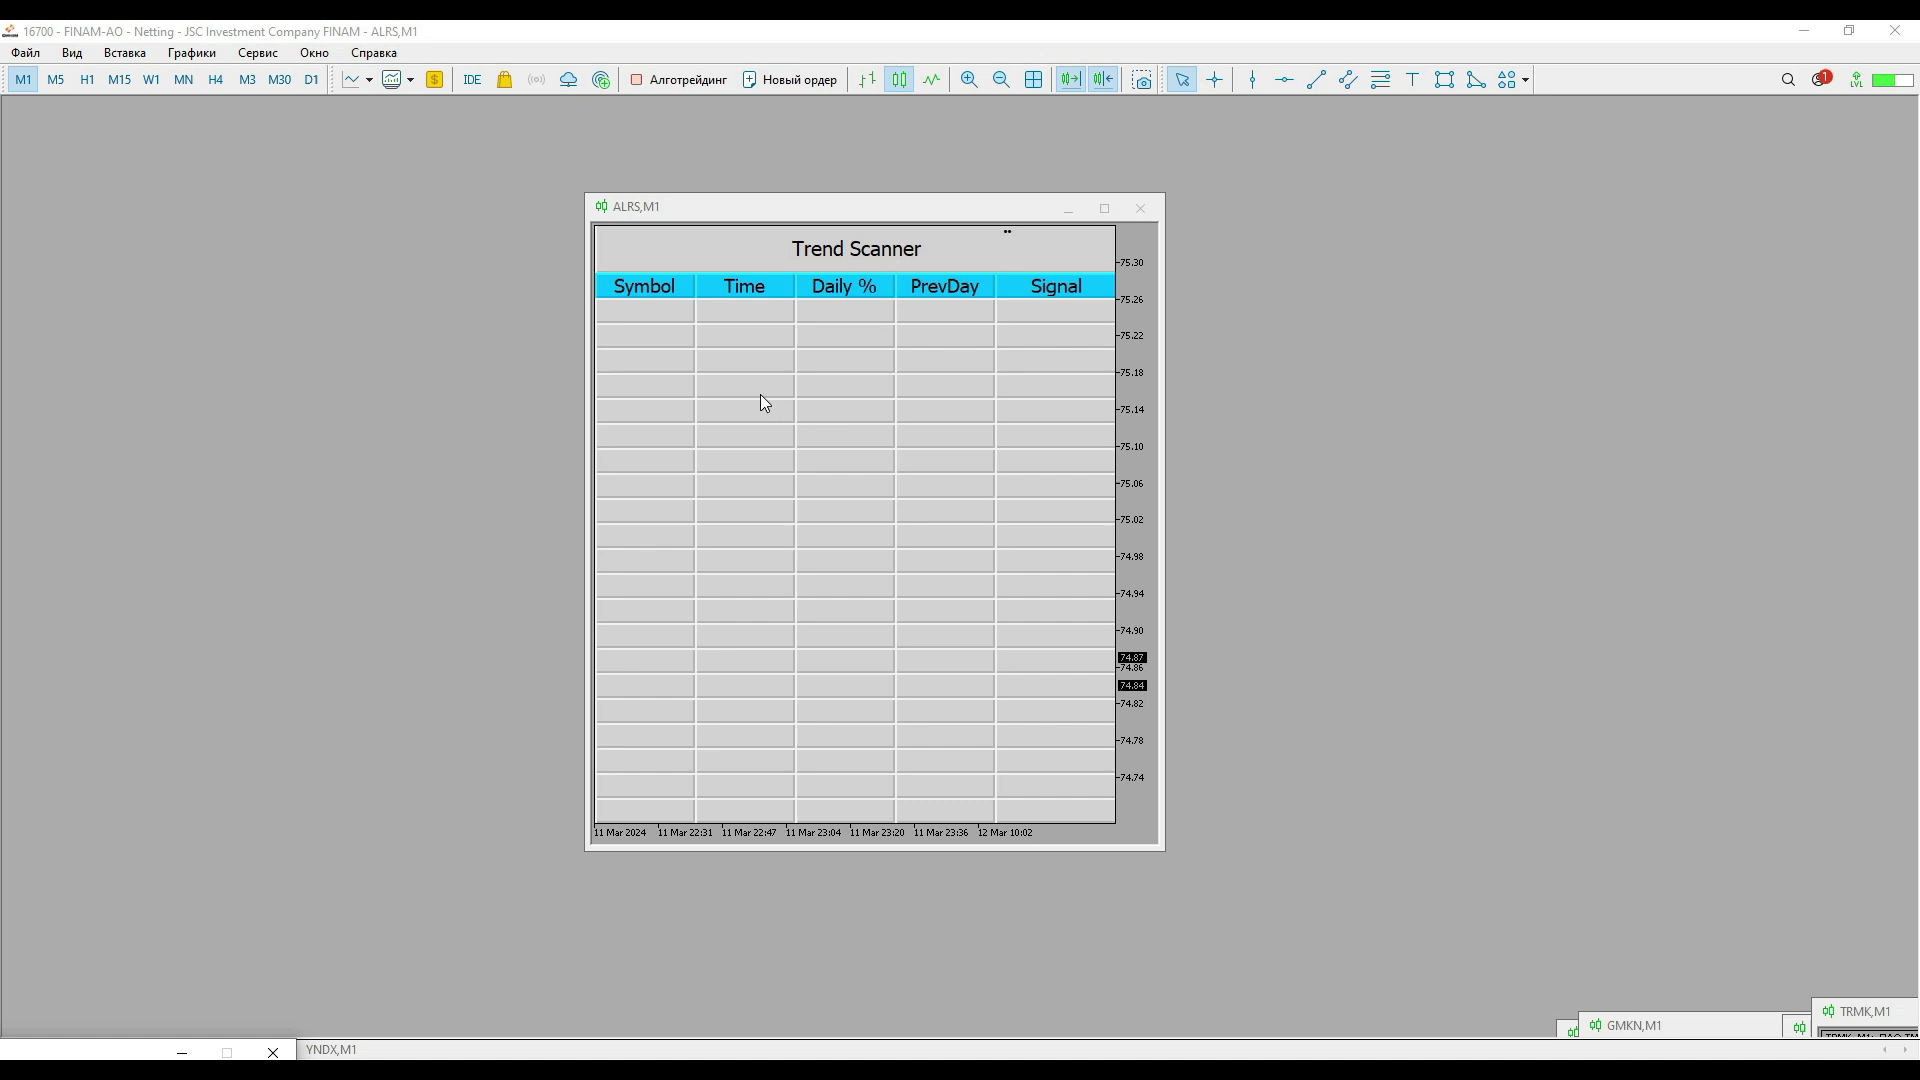 16700 - FINAM-AO - Netting - JSC Investment Company FINAM - ALRS,M1
Файл Вид Вставка Графики Сервис Окно Справка
M1 M5 H1 M15 W1 MN H4 M3 M30 D1 IDE Алготрейдинг Новый ордер T 1 LVL
ALRS,M1
Trend Scanner
Symbol Time Daily % PrevDay Signal
75.30
75.26
75.22
75.18
75.14
75.10
75.06
75.02
74.98
74.94
74.90
74.87
74.86
74.84
74.82
74.78
74.74
11 Mar 2024 11 Mar 22:31 11 Mar 22:47 11 Mar 23:04 11 Mar 23:20 11 Mar 23:36 12 Mar 10:02
TRMK,M1
GMKN,M1
YNDX,M1